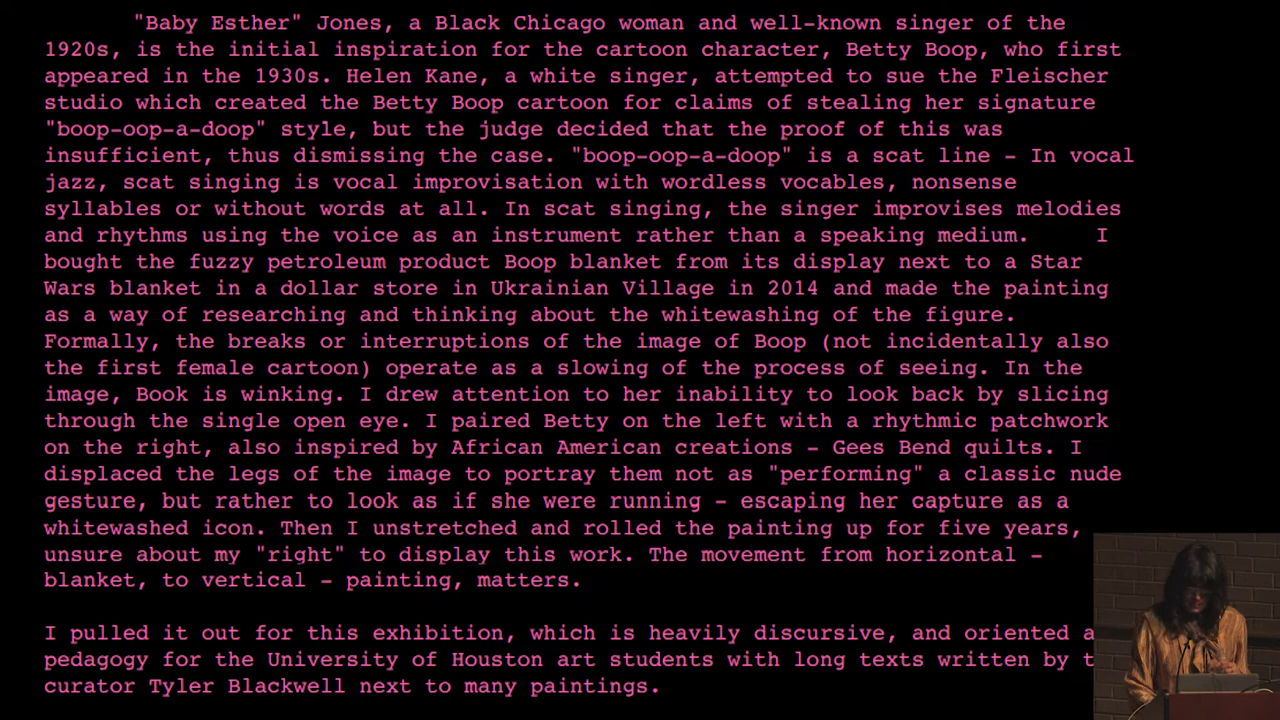 "Baby Esther" Jones, a Black Chicago woman and well-known singer of the
1920s, is the initial inspiration for the cartoon character, Betty Boop, who first
appeared in the 1930s. Helen Kane, a white singer, attempted to sue the Fleischer
studio which created the Betty Boop cartoon for claims of stealing her signature
"boop-oop-a-doop" style, but the judge decided that the proof of this was
insufficient, thus dismissing the case. "boop-oop-a-doop" is a scat line – In vocal
jazz, scat singing is vocal improvisation with wordless vocables, nonsense
syllables or without words at all. In scat singing, the singer improvises melodies
and rhythms using the voice as an instrument rather than a speaking medium. I
bought the fuzzy petroleum product Boop blanket from its display next to a Star
Wars blanket in a dollar store in Ukrainian Village in 2014 and made the painting
as a way of researching and thinking about the whitewashing of the figure.
Formally, the breaks or interruptions of the image of Boop (not incidentally also
the first female cartoon) operate as a slowing of the process of seeing. In the
image, Book is winking. I drew attention to her inability to look back by slicing
through the single open eye. I paired Betty on the left with a rhythmic patchwork
on the right, also inspired by African American creations – Gees Bend quilts. I
displaced the legs of the image to portray them not as "performing" a classic nude
gesture, but rather to look as if she were running – escaping her capture as a
whitewashed icon. Then I unstretched and rolled the painting up for five years,
unsure about my "right" to display this work. The movement from horizontal –
blanket, to vertical – painting, matters.
I pulled it out for this exhibition, which is heavily discursive, and oriented
pedagogy for the University of Houston art students with long texts written by
curator Tyler Blackwell next to many paintings.